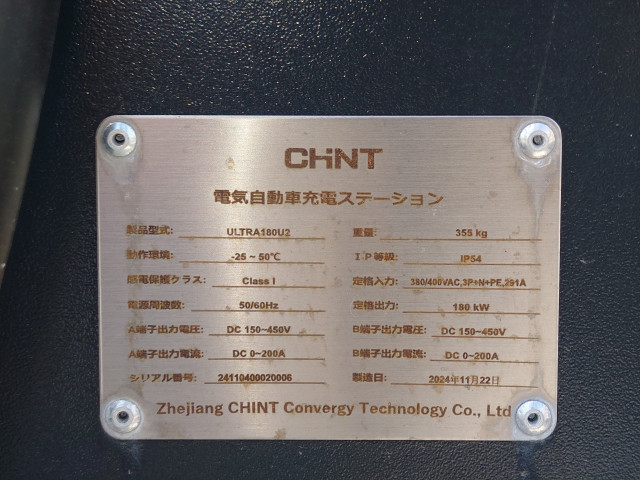 CHiNT
電気自動車充電ステーション
製品型式: ULTRA180U2 重量: 355 kg
動作環境: -25 ~ 50℃ IP等級: IP54
感電保護クラス: Class I 定格入力: 380/400VAC,3P+N+PE,291A
電源周波数: 50/60Hz 定格出力: 180 kW
A端子出力電圧: DC 150~450V B端子出力電圧: DC 150~450V
A端子出力電流: DC 0~200A B端子出力電流: DC 0~200A
シリアル番号: 24110400020006 製造日: 2024年11月22日
Zhejiang CHINT Convergy Technology Co., Ltd